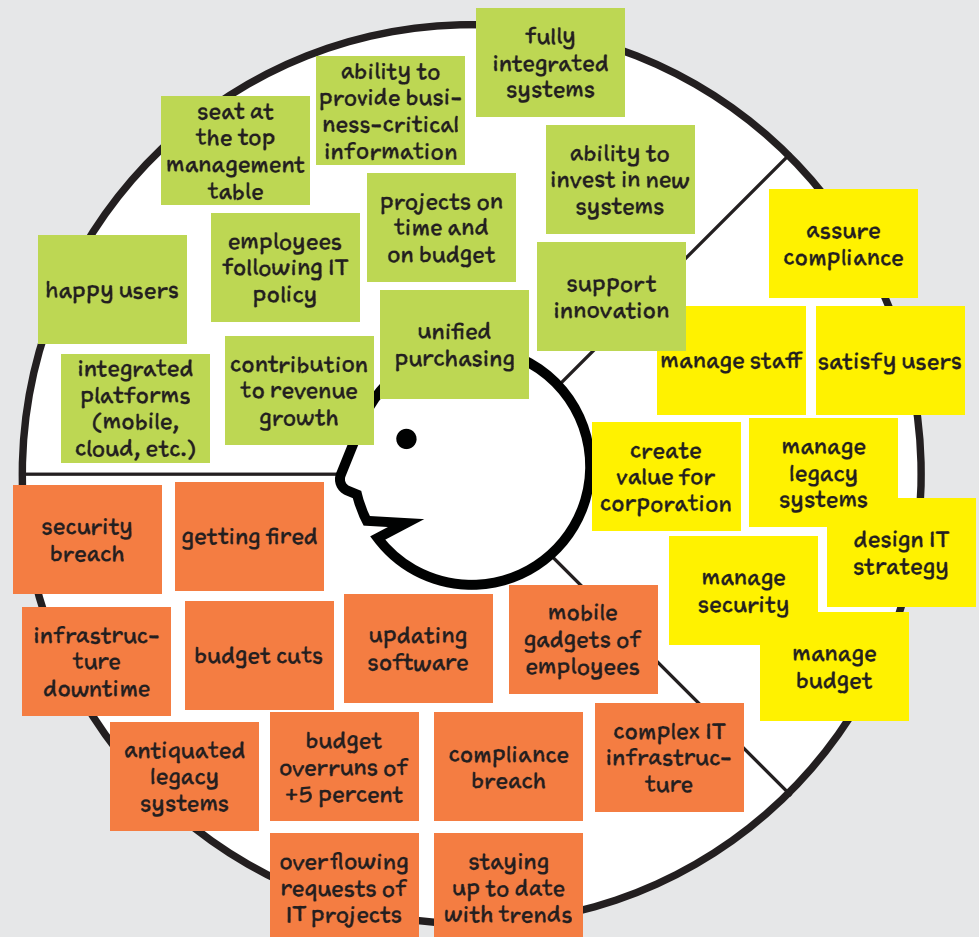 fully
integrated
systems
ability to
provide busi-
ness-critical
information
seat at
the top
management
table
ability to
invest in new
systems
projects on
time and
on budget
employees
following IT
policy
happy users
support
innovation
unified
purchasing
contribution
to revenue
growth
integrated
platforms
(mobile,
cloud, etc.)
assure
compliance
manage staff
satisfy users
create
value for
corporation
manage
legacy
systems
design IT
strategy
manage
security
manage
budget
security
breach
getting fired
infrastruc-
ture
downtime
budget cuts
updating
software
mobile
gadgets of
employees
antiquated
legacy
systems
budget
overruns of
+5 percent
compliance
breach
complex IT
infrastruc-
ture
overflowing
requests of
IT projects
staying
up to date
with trends